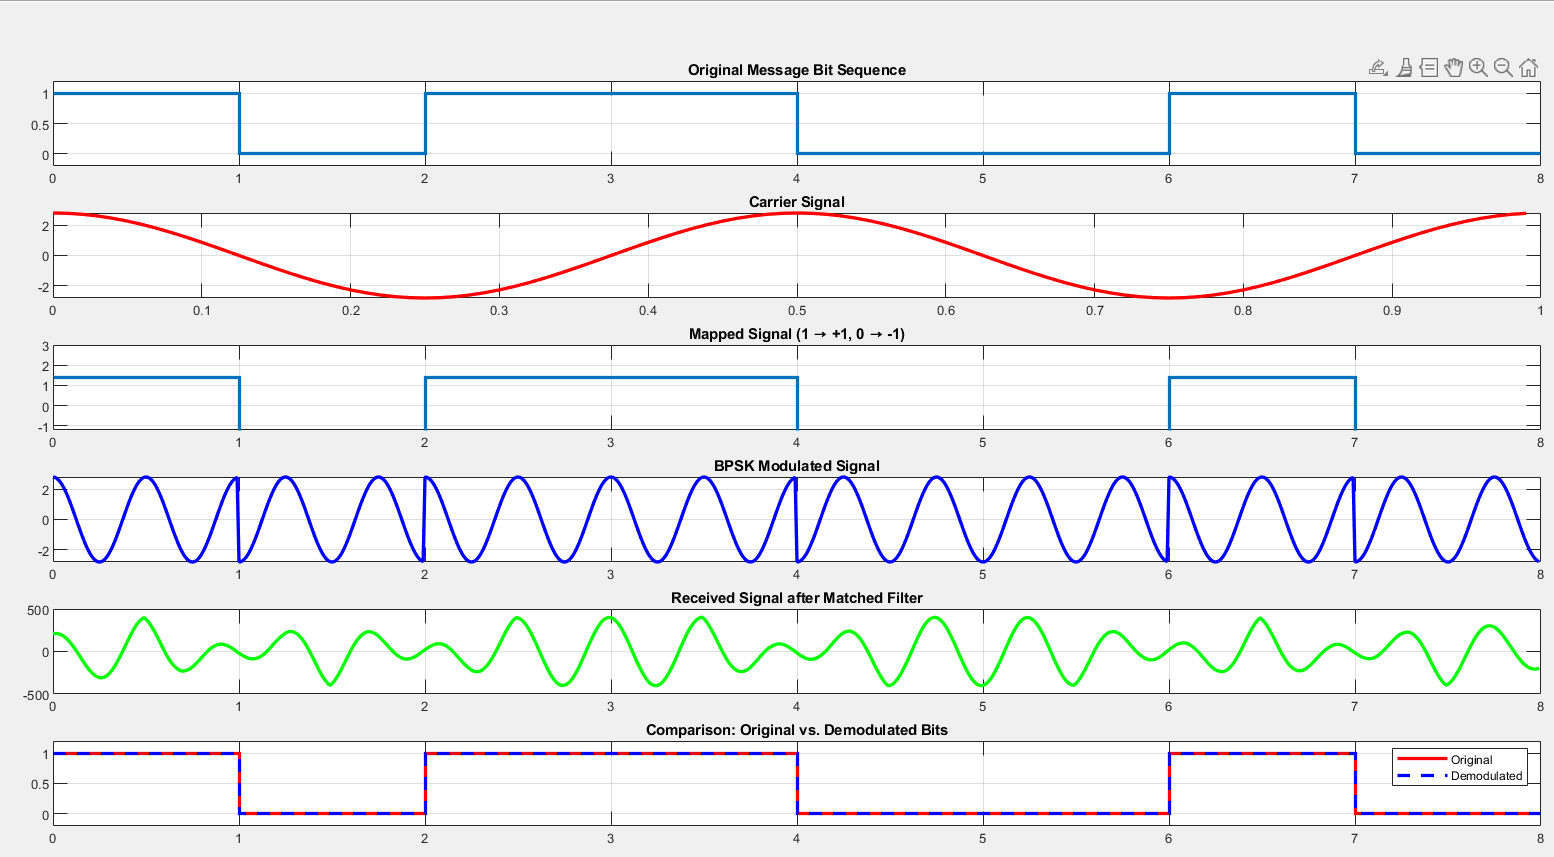 Original Message Bit Sequence
1
0.5
0
0 1 2 3 4 5 6 7 8
Carrier Signal
2
0
-2
0 0.1 0.2 0.3 0.4 0.5 0.6 0.7 0.8 0.9 1
Mapped Signal (1 → +1, 0 → -1)
3
2
1
0
-1
0 1 2 3 4 5 6 7 8
BPSK Modulated Signal
2
0
-2
0 1 2 3 4 5 6 7 8
Received Signal after Matched Filter
500
0
-500
0 1 2 3 4 5 6 7 8
Comparison: Original vs. Demodulated Bits
1
Original
Demodulated
0.5
0
0 1 2 3 4 5 6 7 8